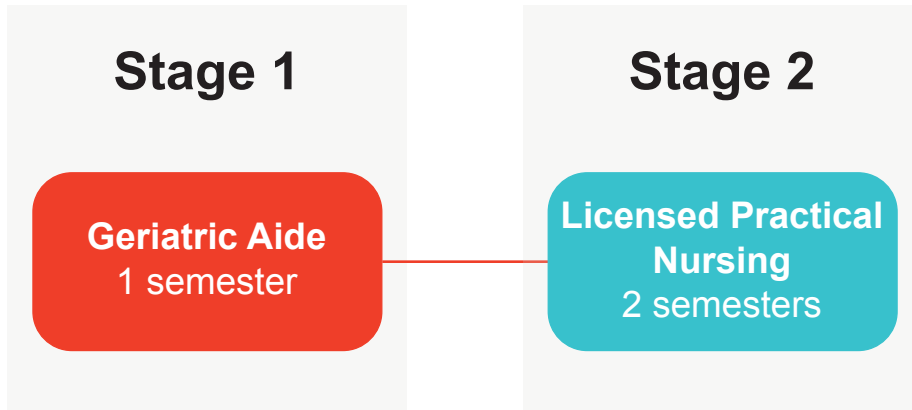 Stage 1
Geriatric Aide
1 semester
Stage 2
Licensed Practical
Nursing
2 semesters